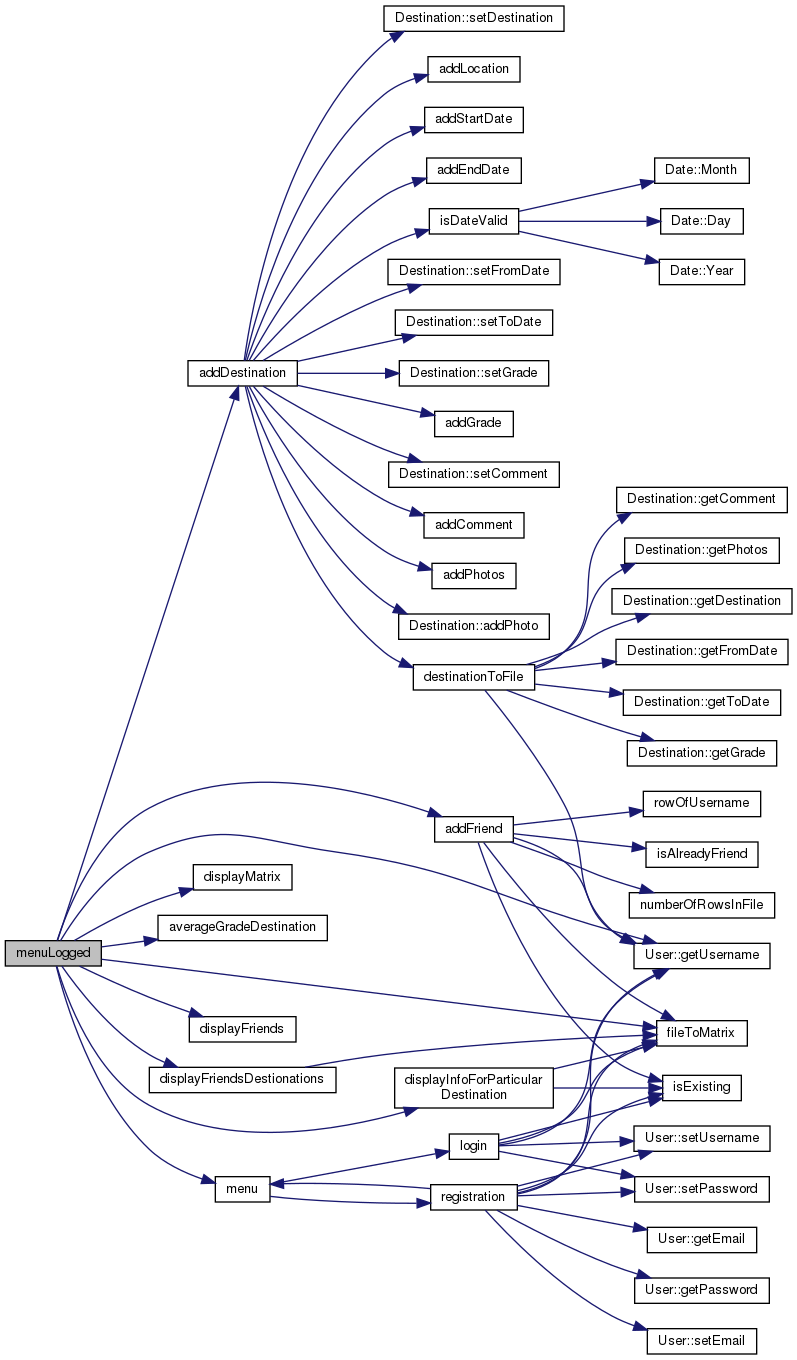 Destination::setDestination
addLocation
addStartDate
addEndDate
Date::Month
isDateValid
Date::Day
Destination::setFromDate
Date::Year
Destination::setToDate
addDestination
Destination::setGrade
addGrade
Destination::setComment
Destination::getComment
addComment
Destination::getPhotos
addPhotos
Destination::getDestination
Destination::addPhoto
Destination::getFromDate
destinationToFile
Destination::getToDate
Destination::getGrade
rowOfUsername
addFriend
isAlreadyFriend
displayMatrix
numberOfRowsInFile
averageGradeDestination
menuLogged
User::getUsername
displayFriends
fileToMatrix
displayFriendsDestionations
displayInfoForParticular
Destination
isExisting
login
User::setUsername
menu
registration
User::setPassword
User::getEmail
User::getPassword
User::setEmail